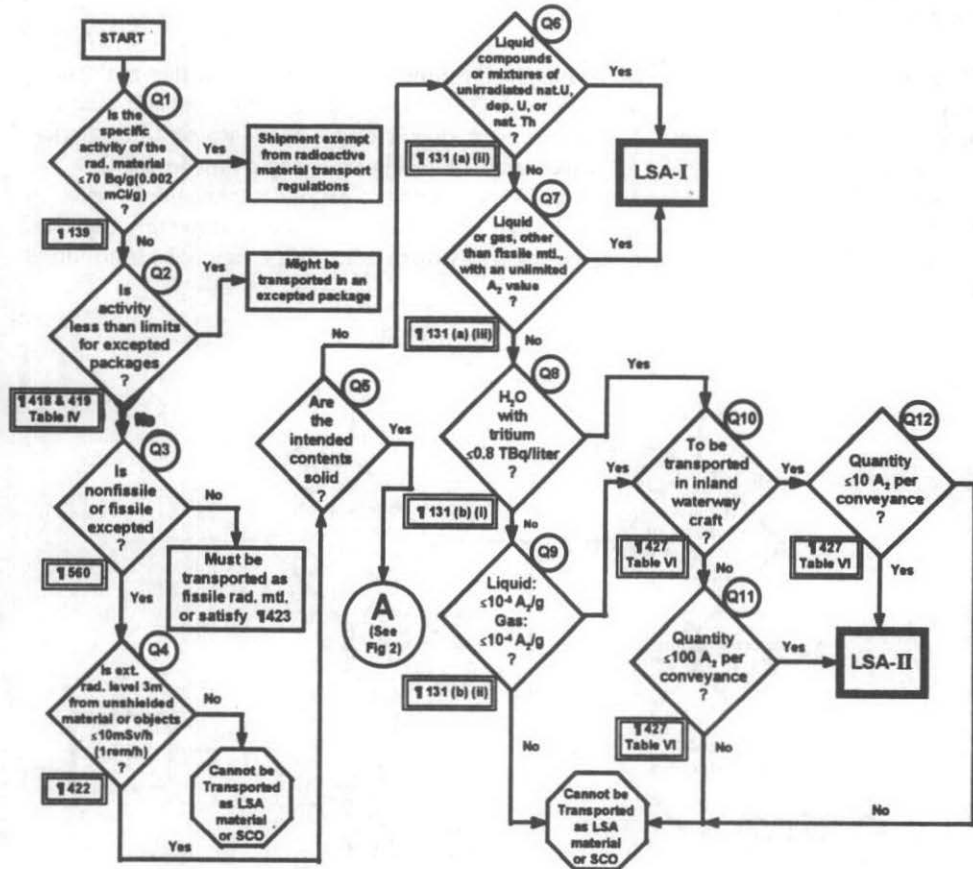 START
Q1
Is the
specific
activity of the
rad. material
≤70 Bq/g(0.002
mCi/g)
?
Yes
Shipment exempt
from radioactive
material transport
regulations
¶ 139
No
Q2
Is
activity
less than limits
for excepted
packages
?
Yes
Might be
transported in an
excepted package
¶ 418 & 419
Table IV
No
Q3
Is
nonfissile
or fissile
excepted
?
No
Must be
transported as
fissile rad. mtl.
or satisfy ¶423
¶ 560
Yes
Q4
Is ext.
rad. level 3m
from unshielded
material or objects
≤10mSv/h
(1rem/h)
?
No
Cannot be
Transported
as LSA
material
or SCO
¶ 422
Yes
Q5
Are
the
intended
contents
solid
?
No
Yes
A
(See
Fig 2)
Q6
Liquid
compounds
or mixtures of
unirradiated nat.U,
dep. U, or
nat. Th
?
Yes
¶ 131 (a) (ii)
No
LSA-I
Q7
Liquid
or gas, other
than fissile mtl.,
with an unlimited
A₂ value
?
Yes
¶ 131 (a) (iii)
No
Q8
H₂O
with
tritium
≤0.8 TBq/liter
?
Yes
¶ 131 (b) (i)
No
Q9
Liquid:
A₂/g
Gas:
A₂/g
?
Yes
¶ 131 (b) (ii)
No
Q10
To be
transported
in inland
waterway
craft
?
Yes
¶ 427
Table VI
No
Q11
Quantity
≤100 A₂ per
conveyance
?
Yes
¶ 427
Table VI
No
Q12
Quantity
≤10 A₂ per
conveyance
?
¶ 427
Table VI
Yes
LSA-II
No
Cannot be
Transported
as LSA
material
or SCO